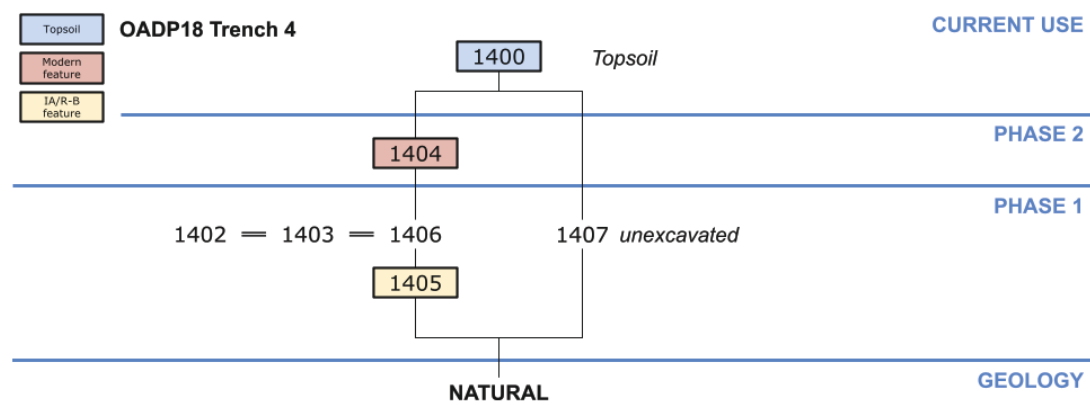 Topsoil
OADP18 Trench 4
CURRENT USE
Modern
feature
IA/R-B
feature
1400
Topsoil
PHASE 2
1404
PHASE 1
1402 = 1403 = 1406
1407 unexcavated
1405
GEOLOGY
NATURAL